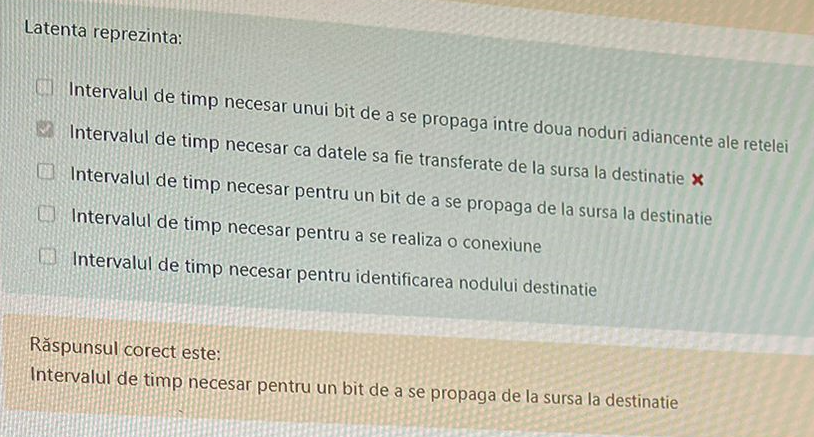 Latenta reprezinta:
Intervalul de timp necesar unui bit de a se propaga intre doua noduri adiancente ale retelei
Intervalul de timp necesar ca datele sa fie transferate de la sursa la destinatie
Intervalul de timp necesar pentru un bit de a se propaga de la sursa la destinatie
Intervalul de timp necesar pentru a se realiza o conexiune
Intervalul de timp necesar pentru identificarea nodului destinatie
Răspunsul corect este:
Intervalul de timp necesar pentru un bit de a se propaga de la sursa la destinatie